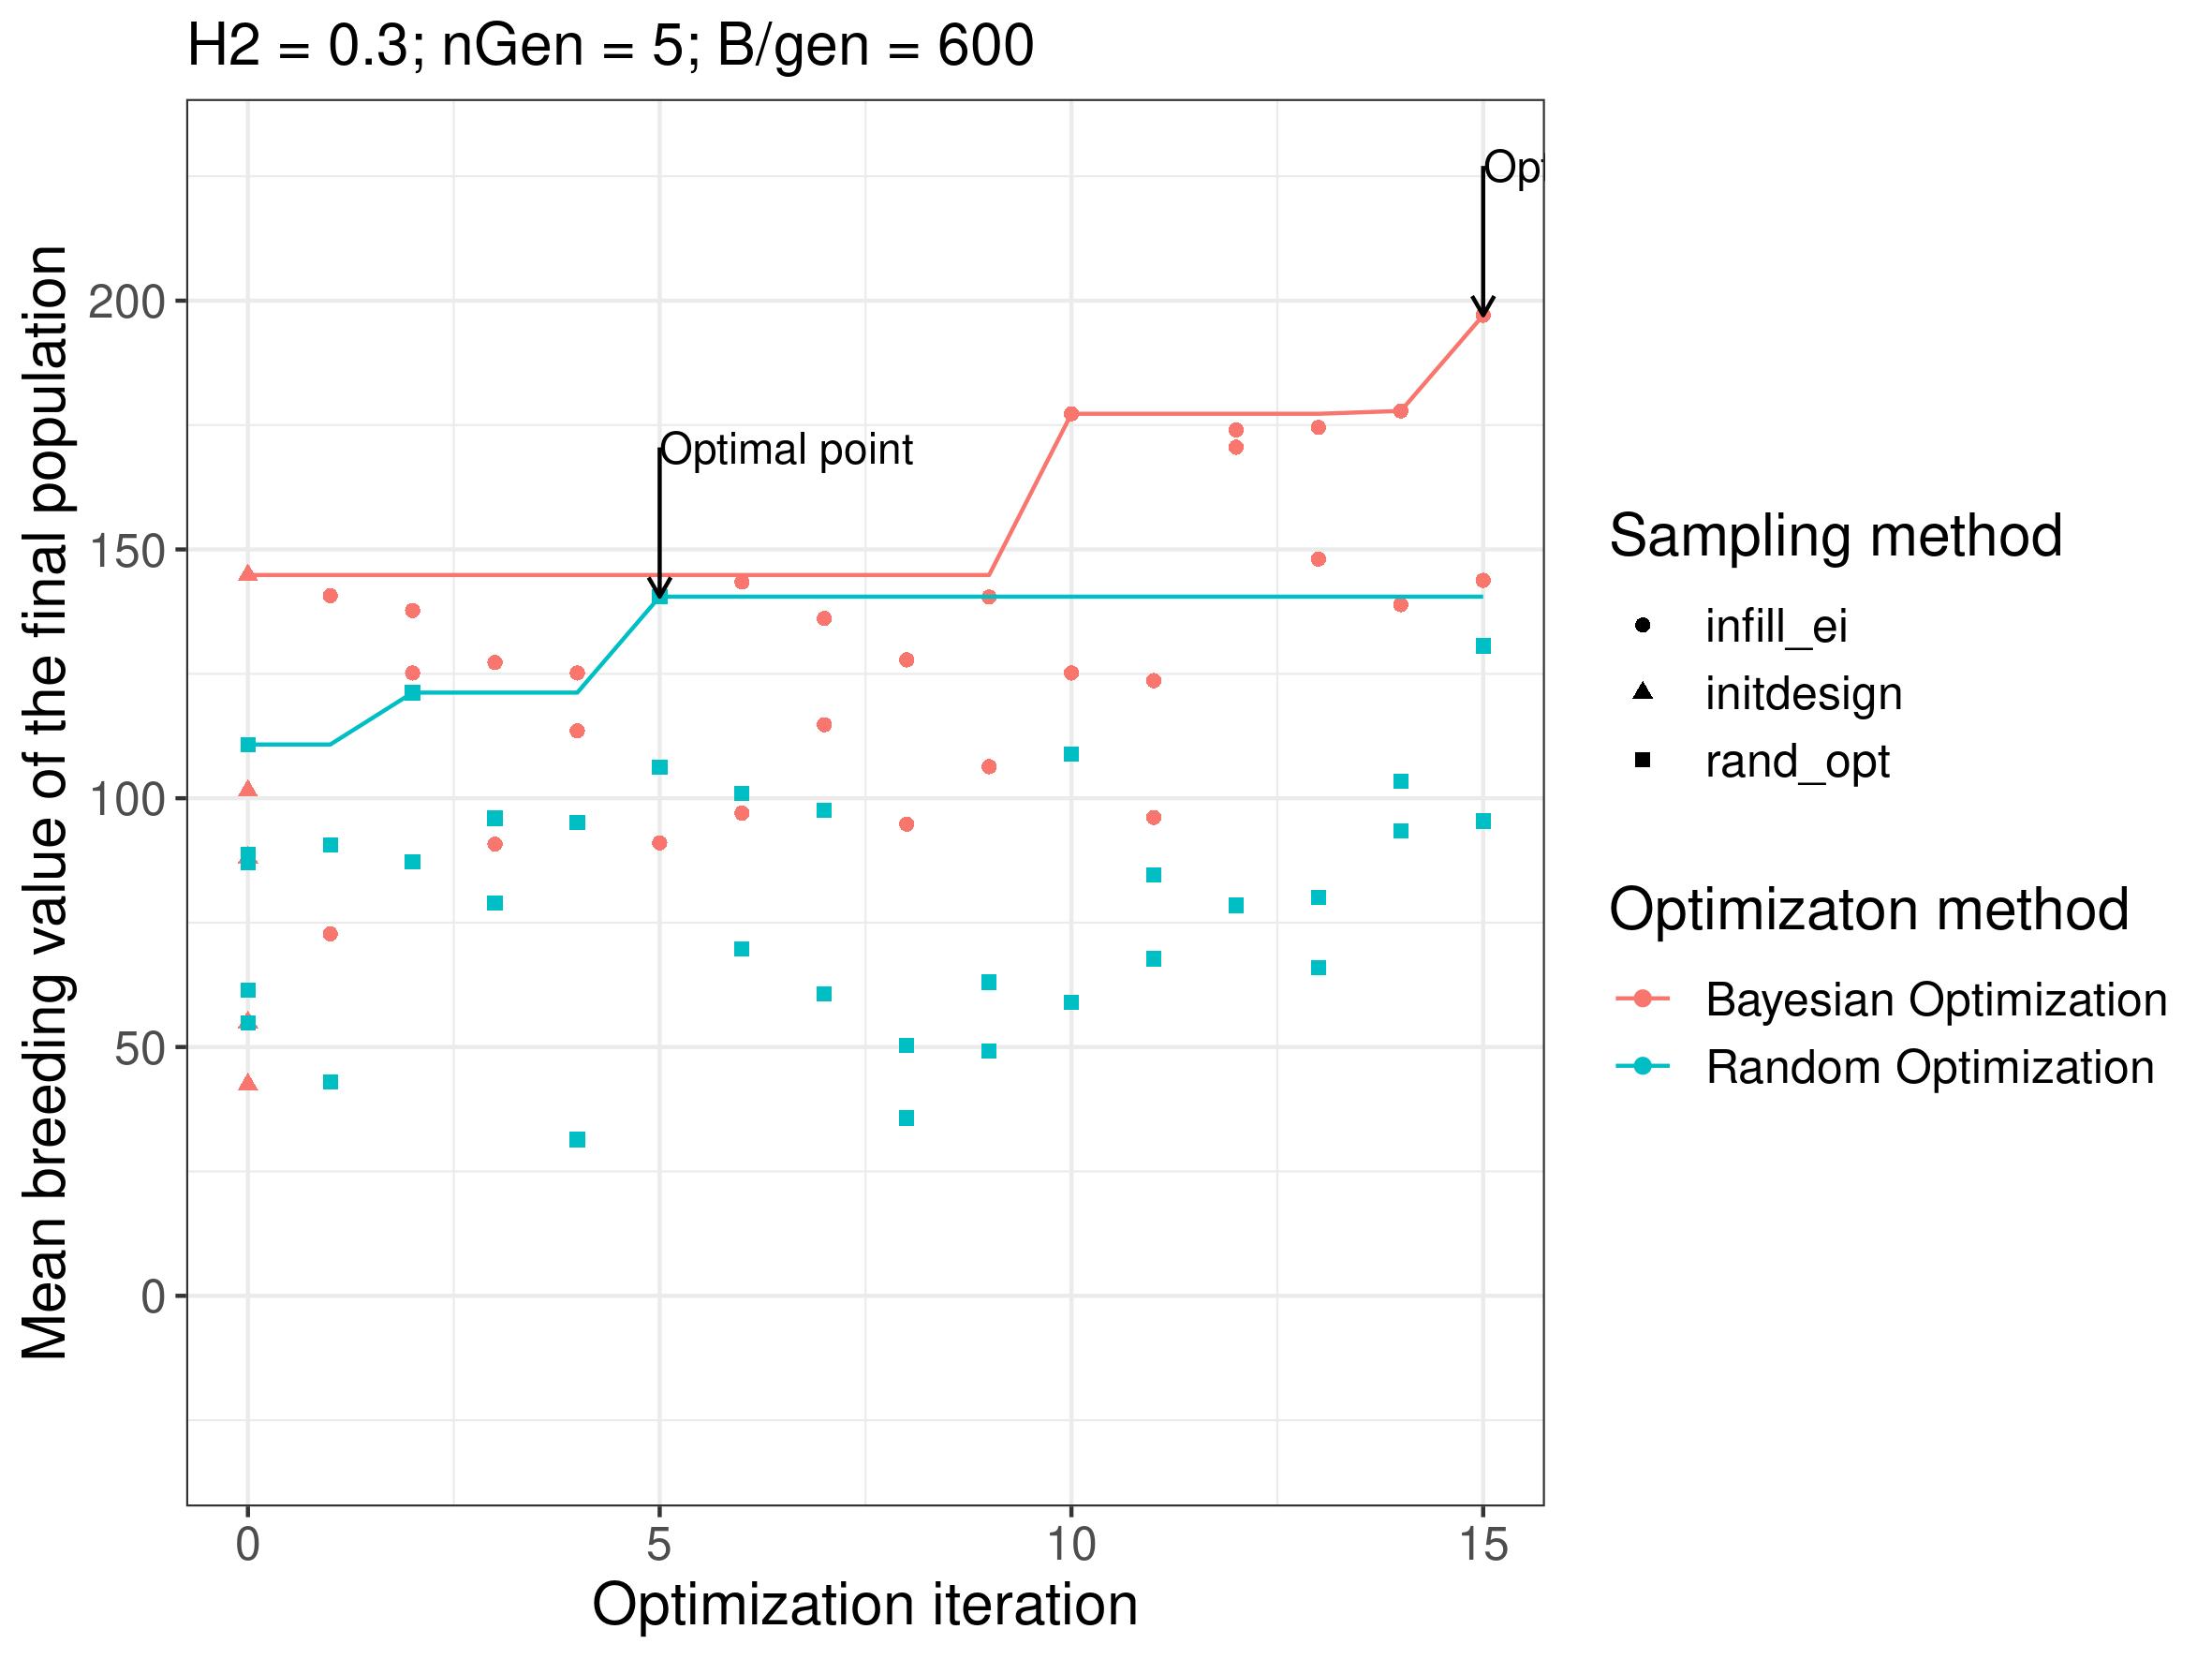 H2 = 0.3; nGen = 5; B/gen = 600
Mean breeding value of the final population
200
150
100
50
0
Optimal point
0
5
10
15
Optimization iteration
Sampling method
infill_ei
initdesign
rand_opt
Optimizaton method
Bayesian Optimization
Random Optimization